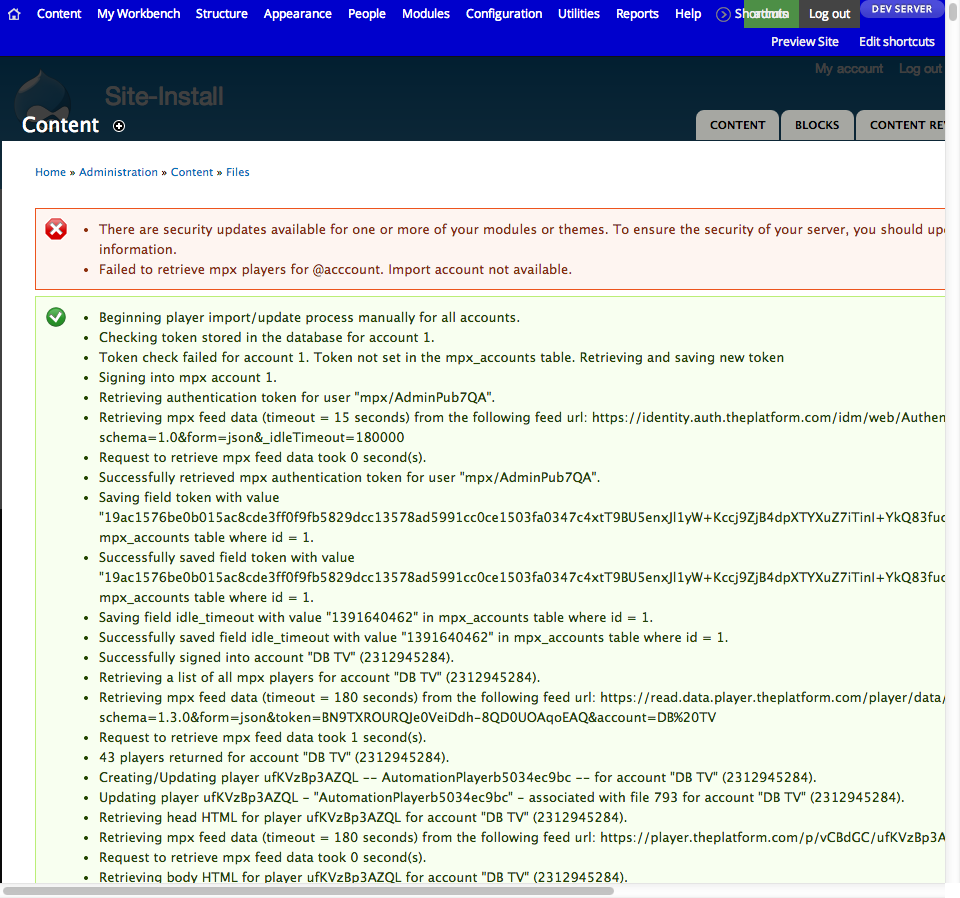 Content My Workbench Structure Appearance People Modules Configuration Utilities Reports Help Shortcuts Log out DEV SERVER
Preview Site Edit shortcuts
My account Log out
Site-Install
Content
CONTENT BLOCKS CONTENT RE
Home » Administration » Content » Files
• There are security updates available for one or more of your modules or themes. To ensure the security of your server, you should up
information.
• Failed to retrieve mpx players for @acccount. Import account not available.
• Beginning player import/update process manually for all accounts.
• Checking token stored in the database for account 1.
• Token check failed for account 1. Token not set in the mpx_accounts table. Retrieving and saving new token
• Signing into mpx account 1.
• Retrieving authentication token for user "mpx/AdminPub7QA".
• Retrieving mpx feed data (timeout = 15 seconds) from the following feed url: https://identity.auth.theplatform.com/idm/web/Authen
schema=1.0&form=json&_idleTimeout=180000
• Request to retrieve mpx feed data took 0 second(s).
• Successfully retrieved mpx authentication token for user "mpx/AdminPub7QA".
• Saving field token with value
"19ac1576be0b015ac8cde3ff0f9fb5829dcc13578ad5991cc0ce1503fa0347c4xtT9BU5enxJl1yW+Kccj9ZjB4dpXTYXuZ7iTinI+YkQ83fuc
mpx_accounts table where id = 1.
• Successfully saved field token with value
"19ac1576be0b015ac8cde3ff0f9fb5829dcc13578ad5991cc0ce1503fa0347c4xtT9BU5enxJl1yW+Kccj9ZjB4dpXTYXuZ7iTinI+YkQ83fuc
mpx_accounts table where id = 1.
• Saving field idle_timeout with value "1391640462" in mpx_accounts table where id = 1.
• Successfully saved field idle_timeout with value "1391640462" in mpx_accounts table where id = 1.
• Successfully signed into account "DB TV" (2312945284).
• Retrieving a list of all mpx players for account "DB TV" (2312945284).
• Retrieving mpx feed data (timeout = 180 seconds) from the following feed url: https://read.data.player.theplatform.com/player/data/
schema=1.3.0&form=json&token=BN9TXROURQJe0VeiDdh-8QD0UOAqoEAQ&account=DB%20TV
• Request to retrieve mpx feed data took 1 second(s).
• 43 players returned for account "DB TV" (2312945284).
• Creating/Updating player ufKVzBp3AZQL -- AutomationPlayerb5034ec9bc -- for account "DB TV" (2312945284).
• Updating player ufKVzBp3AZQL - "AutomationPlayerb5034ec9bc" - associated with file 793 for account "DB TV" (2312945284).
• Retrieving head HTML for player ufKVzBp3AZQL for account "DB TV" (2312945284).
• Retrieving mpx feed data (timeout = 180 seconds) from the following feed url: https://player.theplatform.com/p/vCBdGC/ufKVzBp3A
• Request to retrieve mpx feed data took 0 second(s).
• Retrieving body HTML for player ufKVzBp3AZQL for account "DB TV" (2312945284).